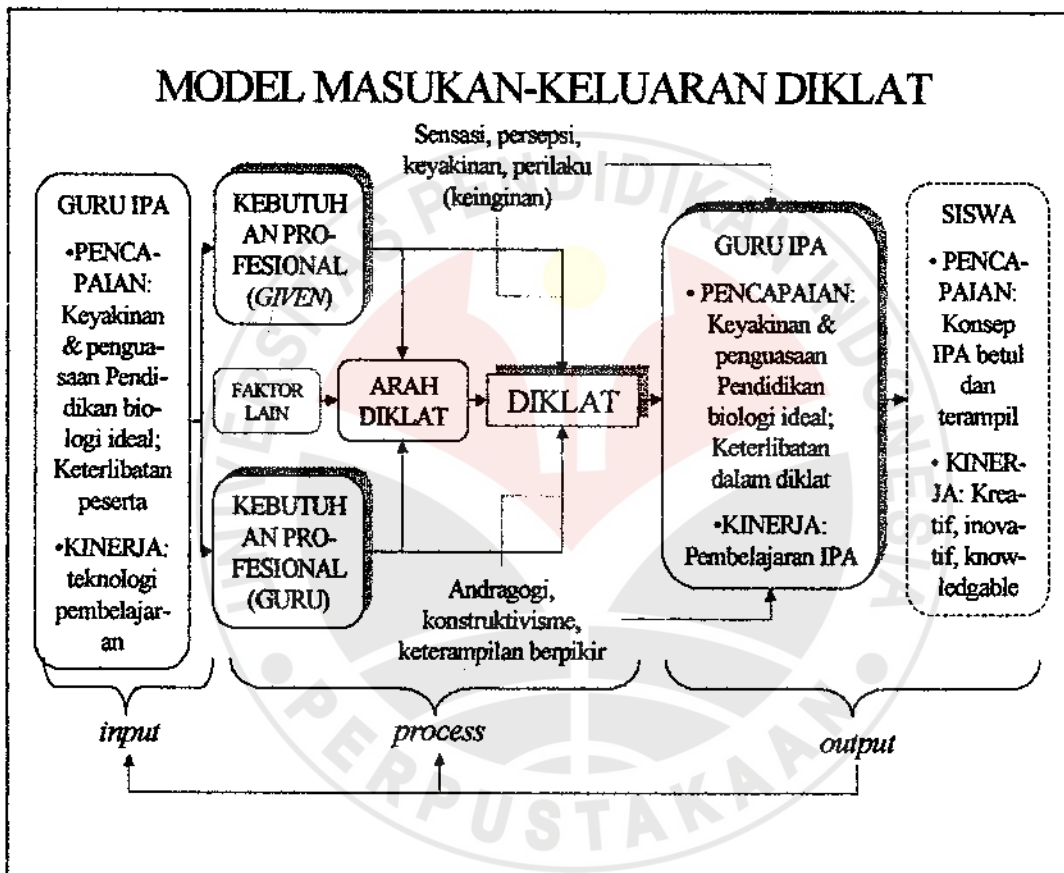 MODEL MASUKAN-KELUARAN DIKLAT
Sensasi, persepsi,
keyakinan, perilaku
(keinginan)
GURU IPA
•PENCA-
PAIAN:
Keyakinan
& pengua-
saan Pendi-
dikan bio-
logi ideal;
Keterlibatan
peserta
•KINERJA:
teknologi
pembelajar-
an
KEBUTUH
AN PRO-
FESIONAL
(GIVEN)
FAKTOR
LAIN
KEBUTUH
AN PRO-
FESIONAL
(GURU)
ARAH
DIKLAT
DIKLAT
Andragogi,
konstruktivisme,
keterampilan berpikir
GURU IPA
• PENCAPAIAN:
Keyakinan &
penguasaan
Pendidikan
biologi ideal;
Keterlibatan
dalam diklat
•KINERJA:
Pembelajaran IPA
SISWA
• PENCA-
PAIAN:
Konsep
IPA betul
dan
terampil
• KINER-
JA: Krea-
tif, inova-
tif, know-
ledgable
input
process
output
UNIVERSITAS PENDIDIKAN INDONESIA
PERPUSTAKAAN